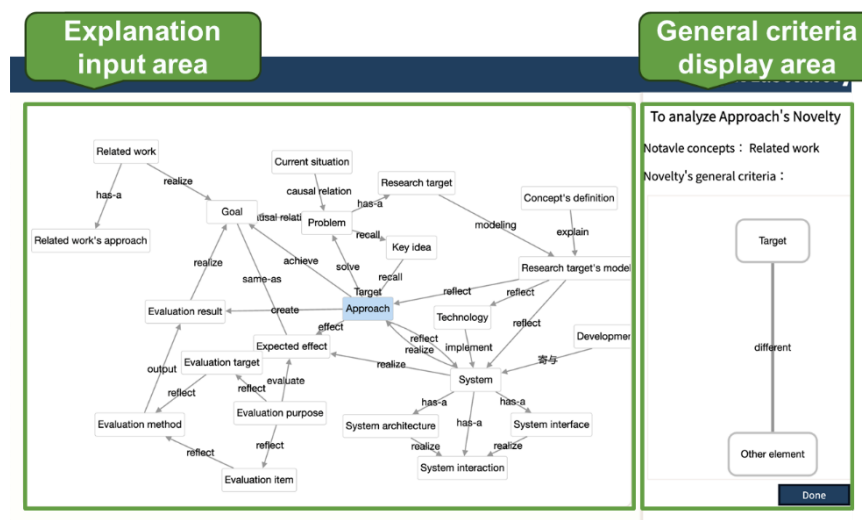 Explanation
input area
General criteria
display area
To analyze Approach's Novelty
Notavle concepts： Related work
Novelty's general criteria：
Target
different
Other element
Done
Related work
has-a
realize
Related work's approach
Current situation
causal relation
Goal
Problem
has-a
Research target
recall
Key idea
recall
modeling
Concept's definition
explain
Research target's model
achieve
solve
same-as
realize
Target
Approach
reflect
reflect
reflect
Evaluation result
create
effect
Technology
implement
reflect
realize
Expected effect
realize
寄与
System
Evaluation target
output
reflect
reflect
evaluate
Evaluation purpose
Evaluation method
reflect
reflect
Evaluation item
has-a
has-a
has-a
System architecture
System interface
realize
realize
System interaction